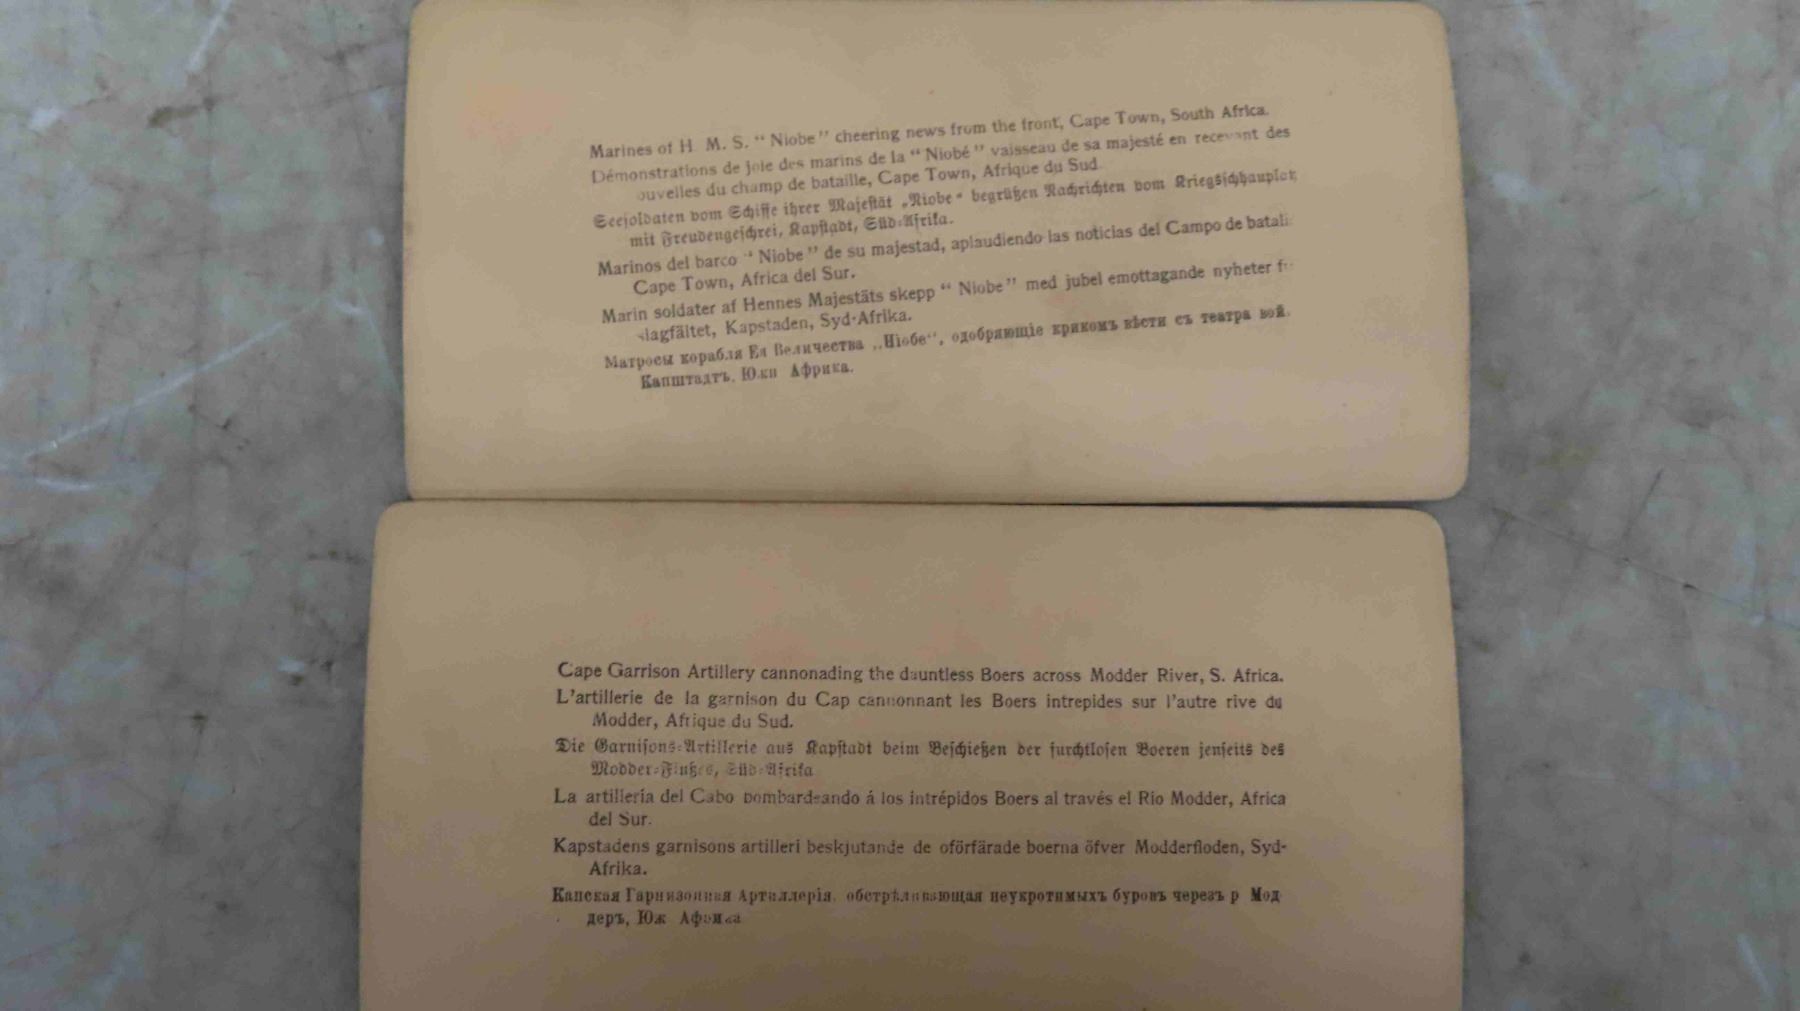 Marines of H. M. S. “ Niobe ” cheering news from the front, Cape Town, South Africa.
Démonstrations de joie des marins de la “ Niobé ” vaisseau de sa majesté en recevant des
ouvelles du champ de bataille, Cape Town, Afrique du Sud.
Seesoldaten vom Schiffe ihrer Majestät „Niobe“ begrüßen Nachrichten vom Kriegsschauplatz
mit Freudengeschrei, Kapstadt, Süd-Afrika.
Marinos del barco “ Niobe ” de su majestad, aplaudiendo las noticias del Campo de batall
Cape Town, Africa del Sur.
Marin soldater af Hennes Majestäts skepp “ Niobe ” med jubel emottagande nyheter f
slagfältet, Kapstaden, Syd-Afrika.
Матросы корабля Ея Величества „Ніобе“, одобряющіе крикомъ вѣсти съ театра вой.
Капштадтъ, Африка.
Cape Garrison Artillery cannonading the dauntless Boers across Modder River, S. Africa.
L'artillerie de la garnison du Cap cannonnant les Boers intrepides sur l'autre rive du
Modder, Afrique du Sud.
Die Garnisons-Artillerie aus Kapstadt beim Beschießen der furchtlosen Boeren jenseits des
Modder-Flußes, Süd-Afrika
La artillería del Cabo bombardeando á los intrépidos Boers al través el Rio Modder, Africa
del Sur.
Kapstadens garnisons artilleri beskjutande de oförfärade boerna öfver Modderfloden, Syd-
Afrika.
Капская Гарнизонная Артиллерія, обстрѣливающая неукротимыхъ буровъ черезъ р Мод
деръ, Юж Африка